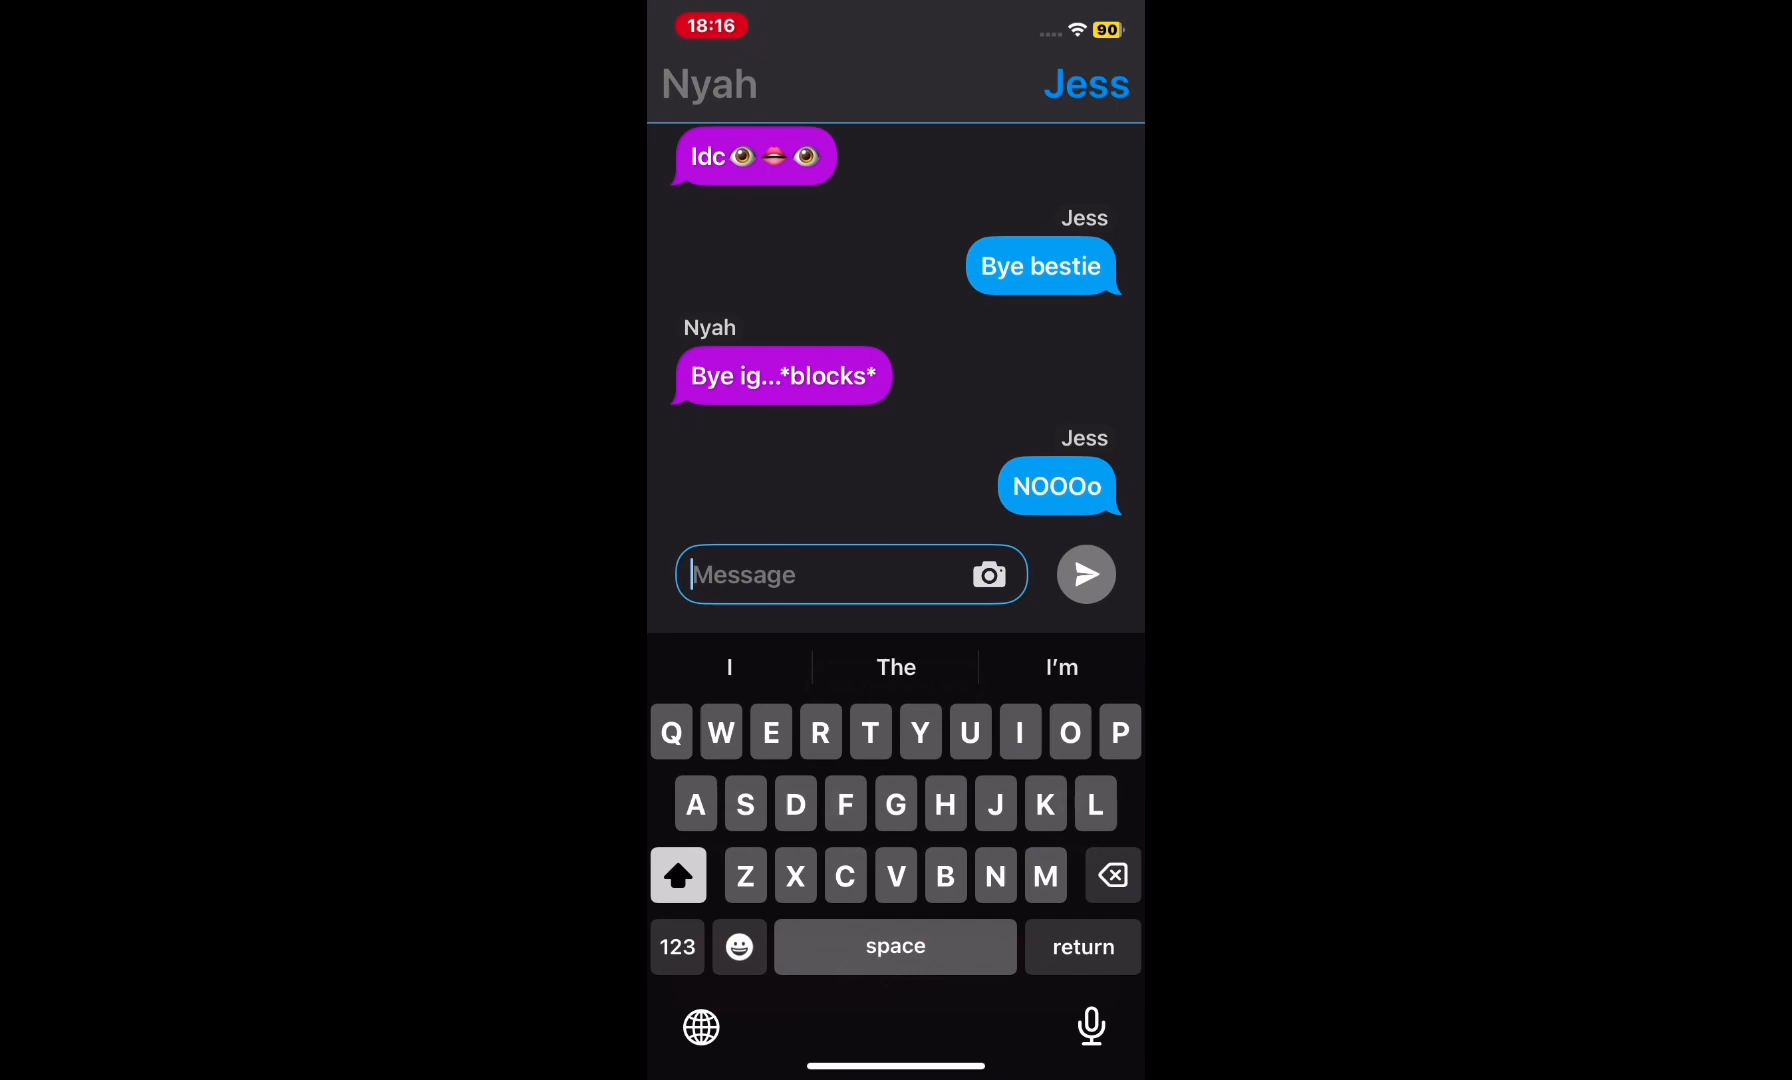 18:16
90
Nyah
Jess
Idc👁️👄👁️
Jess
Bye bestie
Nyah
Bye ig...*blocks*
Jess
NOOOo
Message
I
The
I'm
Q W E R T Y U I O P
A S D F G H J K L
Z X C V B N M
123
space
return